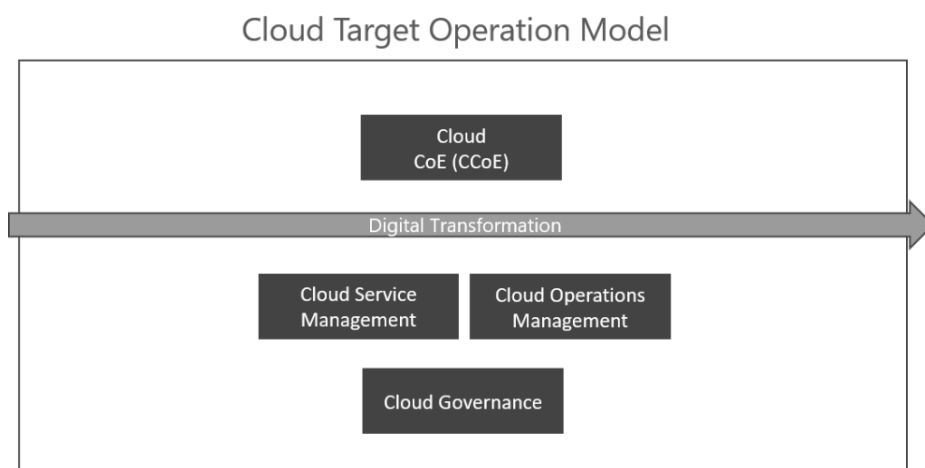 Cloud Target Operation Model
Cloud
CoE (CCoE)
Digital Transformation
Cloud Service
Management
Cloud Operations
Management
Cloud Governance